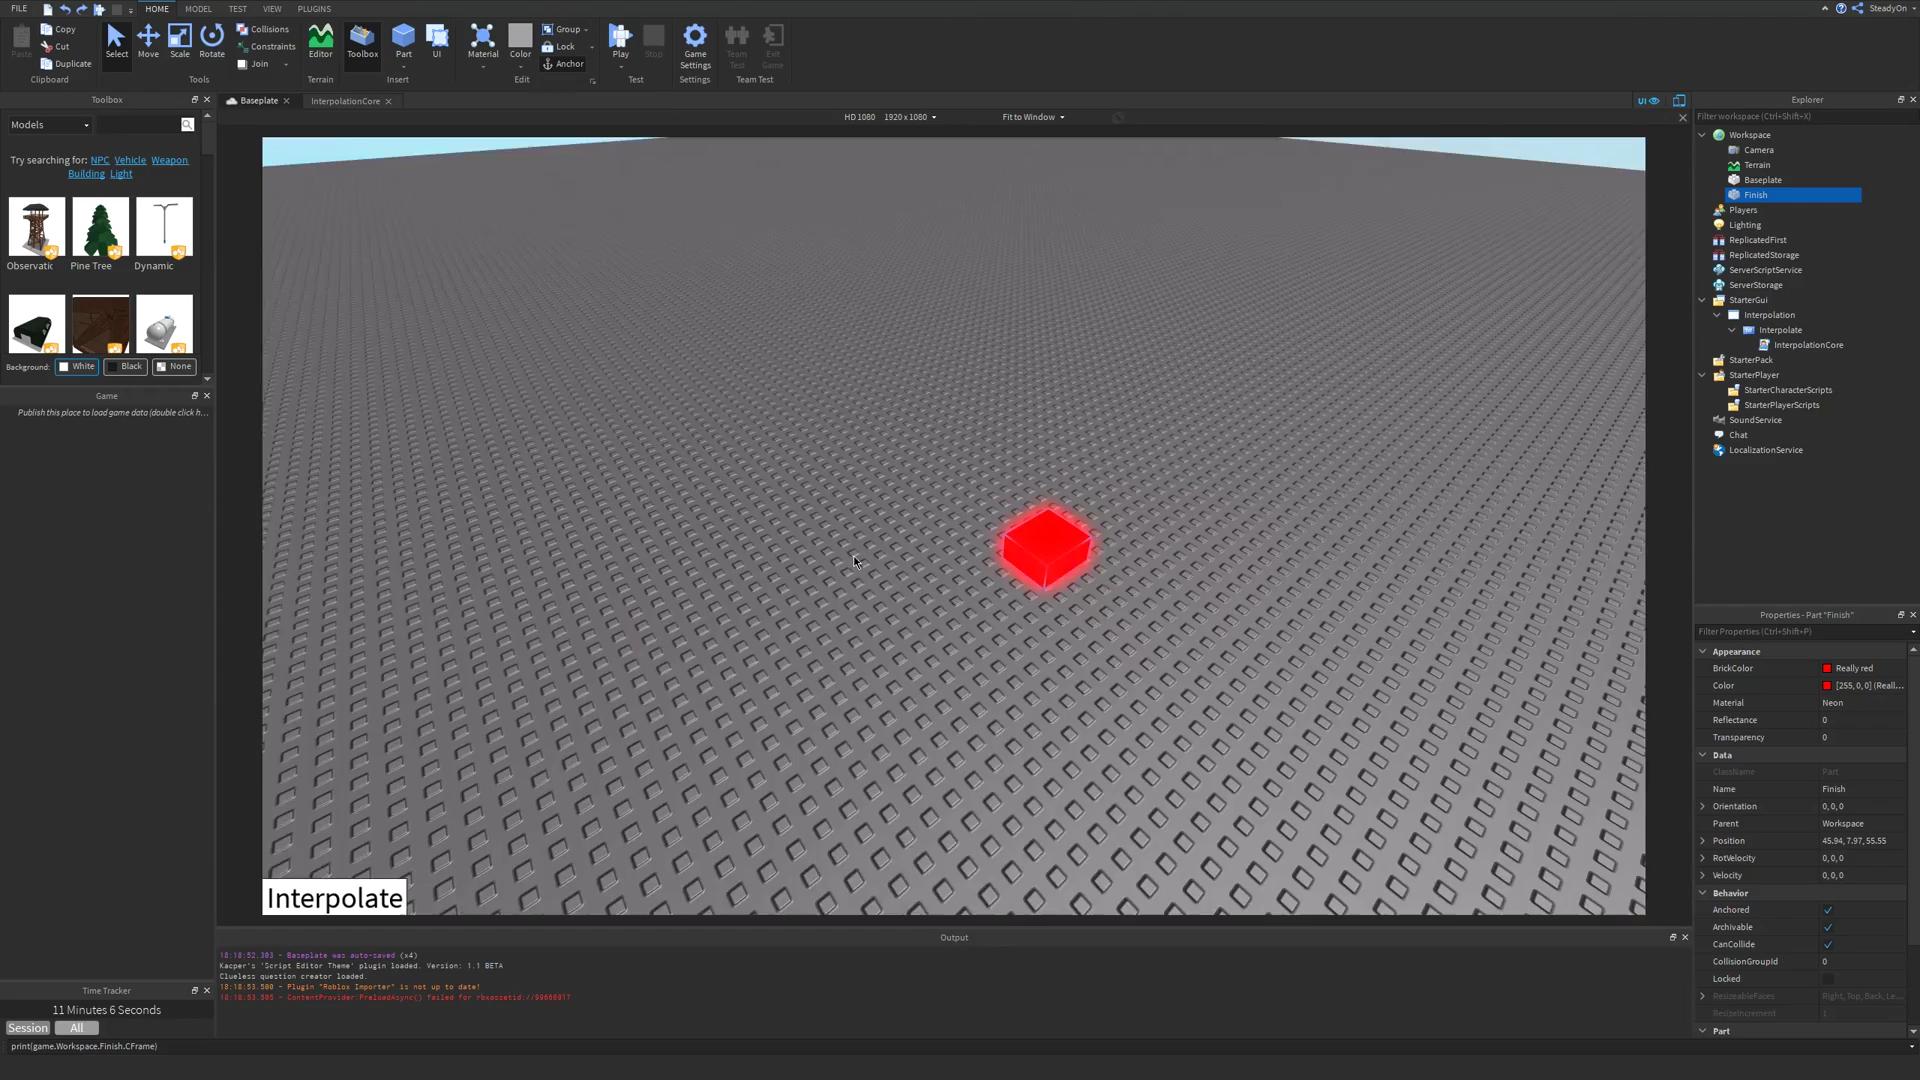 FILE HOME MODEL TEST VIEW PLUGINS SteadyOn
Copy
Cut
Duplicate
Paste
Clipboard
Select Move Scale Rotate
Collisions
Constraints
Join
Tools
Editor
Terrain
Toolbox Part UI
Insert
Material Color
Group
Lock
Anchor
Edit
Play Stop
Test
Game Settings
Settings
Team Test Exit Game
Team Test
Toolbox
Models
Try searching for: NPC Vehicle Weapon
Building Light
Observatic Pine Tree Dynamic
Background: White Black None
Game
Publish this place to load game data (double click h...
Time Tracker
11 Minutes 6 Seconds
Session All
print(game.Workspace.Finish.CFrame)
Baseplate InterpolationCore
UI
HD 1080 1920 x 1080 Fit to Window
Interpolate
Output
18:18:52.303 - Baseplate was auto-saved (x4)
Kacper's 'Script Editor Theme' plugin loaded. Version: 1.1 BETA
Clueless question creator loaded.
18:18:53.500 - Plugin "Roblox Importer" is not up to date!
Explorer
Filter workspace (Ctrl+Shift+X)
Workspace
Camera
Terrain
Baseplate
Finish
Players
Lighting
ReplicatedFirst
ReplicatedStorage
ServerScriptService
ServerStorage
StarterGui
Interpolation
Interpolate
InterpolationCore
StarterPack
StarterPlayer
StarterCharacterScripts
StarterPlayerScripts
SoundService
Chat
LocalizationService
Properties - Part "Finish"
Filter Properties (Ctrl+Shift+P)
Appearance
BrickColor Really red
Color [255, 0, 0] (Reall...
Material Neon
Reflectance 0
Transparency 0
Data
ClassName Part
Name Finish
Orientation 0, 0, 0
Parent Workspace
Position 45.94, 7.97, 55.55
RotVelocity 0, 0, 0
Velocity 0, 0, 0
Behavior
Anchored
Archivable
CanCollide
CollisionGroupId 0
Locked
ResizeableFaces Right, Top, Back, Le...
ResizeIncrement 1
Part